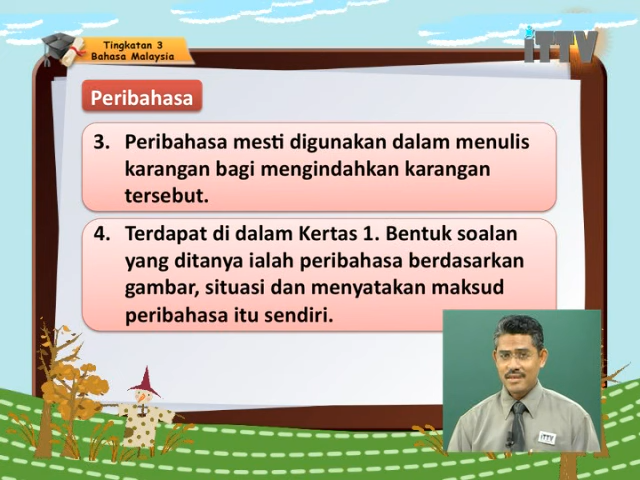 Tingkatan 3
Bahasa Malaysia
iTTV
Peribahasa
3. Peribahasa mesti digunakan dalam menulis
karangan bagi mengindahkan karangan
tersebut.
4. Terdapat di dalam Kertas 1. Bentuk soalan
yang ditanya ialah peribahasa berdasarkan
gambar, situasi dan menyatakan maksud
peribahasa itu sendiri.
iTTV